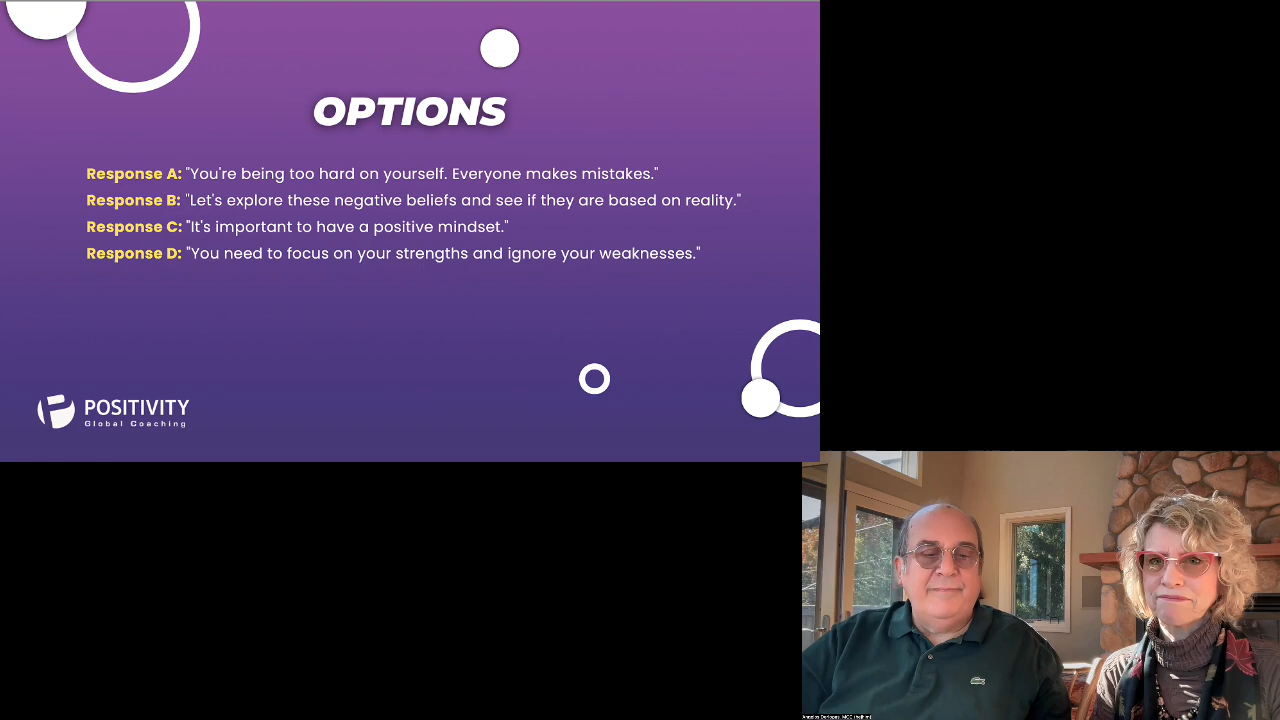 OPTIONS
Response A: "You're being too hard on yourself. Everyone makes mistakes."
Response B: "Let's explore these negative beliefs and see if they are based on reality."
Response C: "It's important to have a positive mindset."
Response D: "You need to focus on your strengths and ignore your weaknesses."
POSITIVITY
Global Coaching